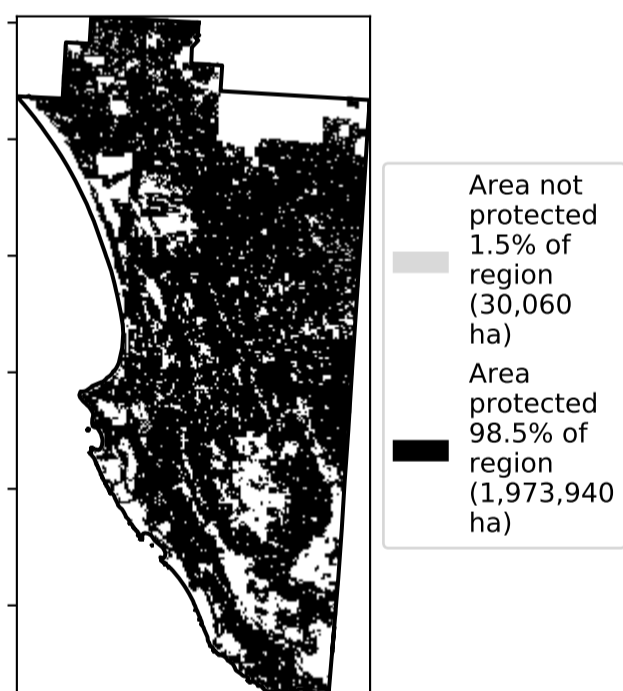 Area not
protected
1.5% of
region
(30,060
ha)
Area
protected
98.5% of
region
(1,973,940
ha)